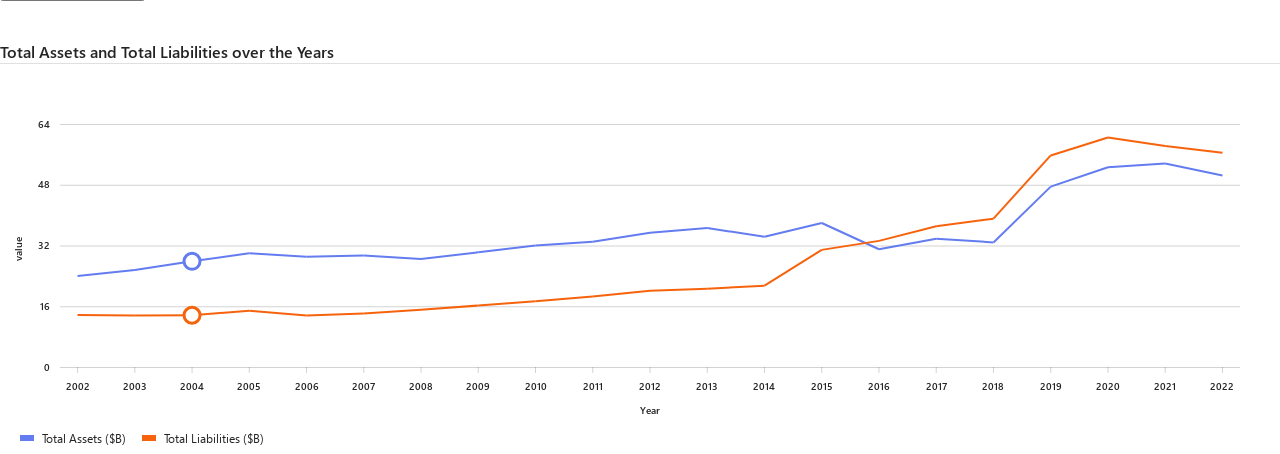 Total Assets and Total Liabilities over the Years
64
48
32
16
0
value
2002 2003 2004 2005 2006 2007 2008 2009 2010 2011 2012 2013 2014 2015 2016 2017 2018 2019 2020 2021 2022
Year
Total Assets ($B) Total Liabilities ($B)